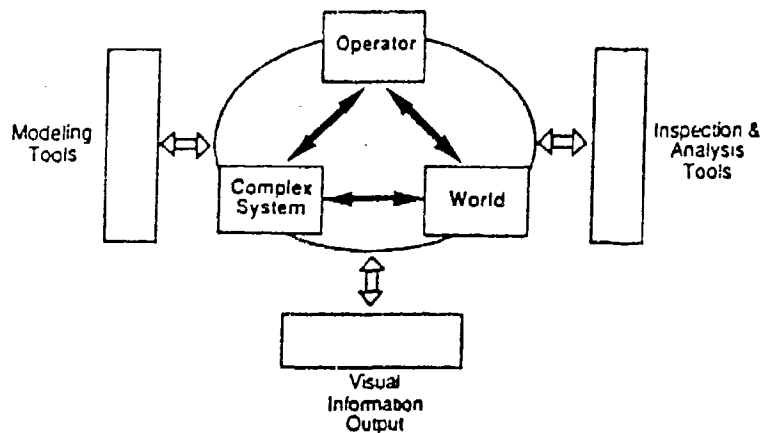 Operator
Modeling
Tools
Inspection &
Analysis
Tools
Complex
System
World
Visual
Information
Output